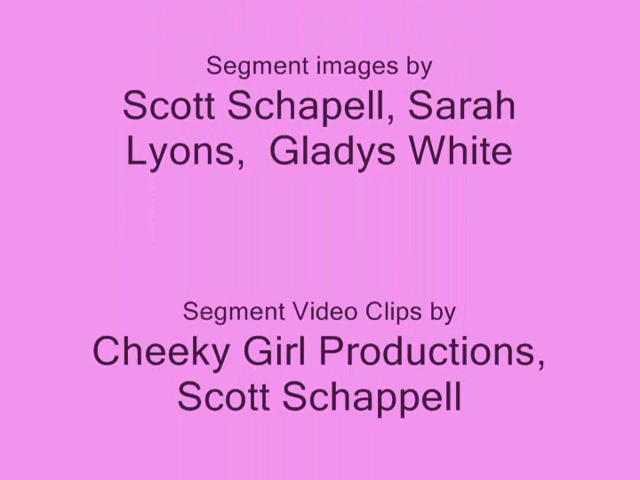 Segment images by
Scott Schapell, Sarah
Lyons, Gladys White
Segment Video Clips by
Cheeky Girl Productions,
Scott Schappell